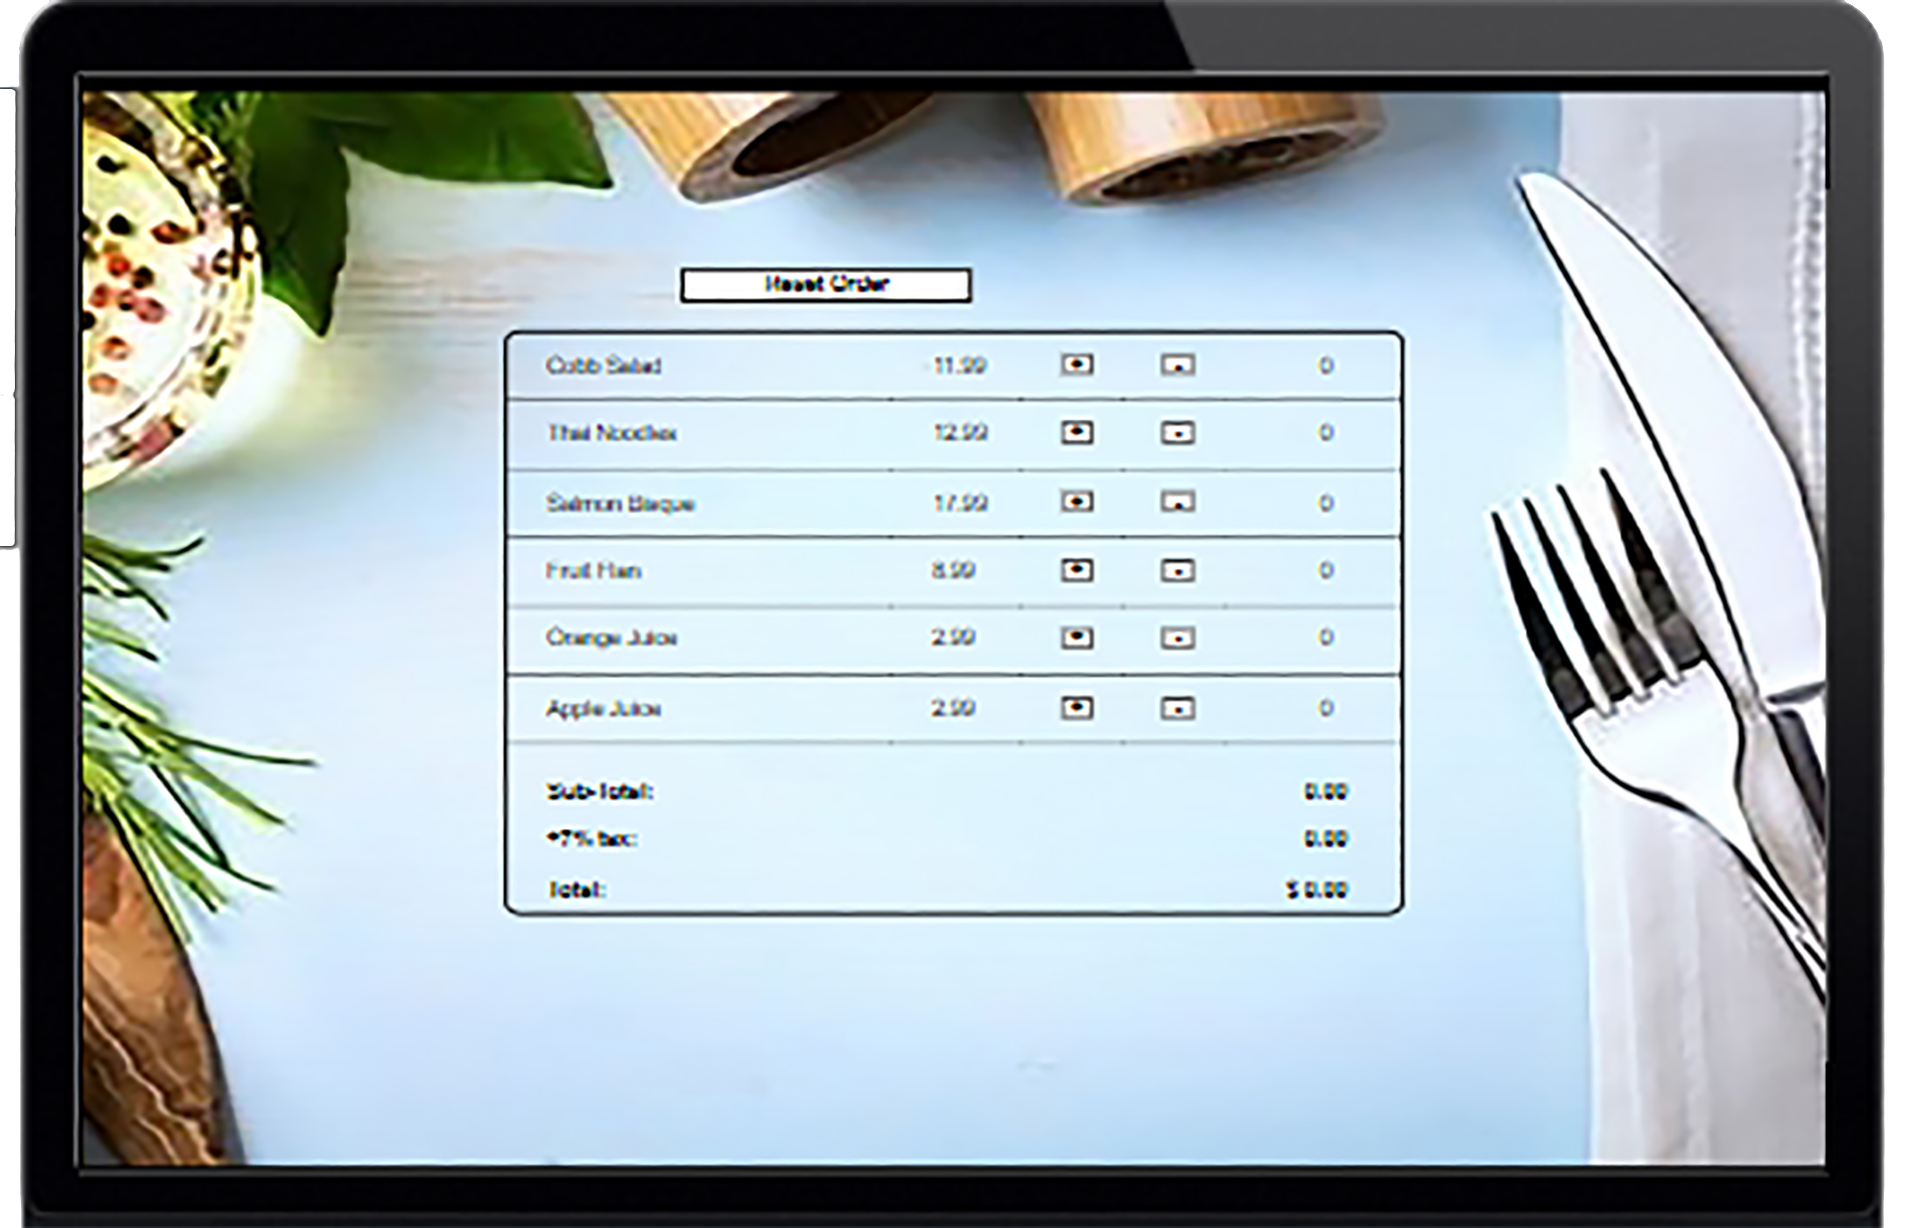 Reset Order
Cobb Salad 11.99 0
Thai Noodles 12.99 0
Salmon Bisque 17.99 0
Fruit Flan 8.99 0
Orange Juice 2.99 0
Apple Juice 2.99 0
Sub-Total: 0.00
+7% tax: 0.00
Total: $ 0.00